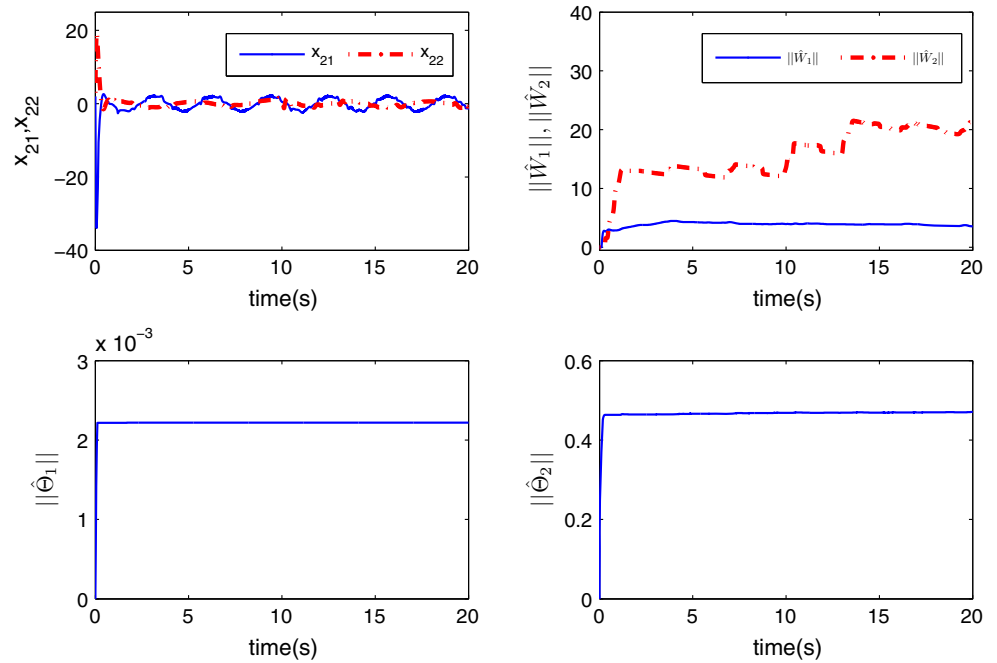 20
0
−20
−40
x₂₁,x₂₂
x₂₁ x₂₂
0 5 10 15 20
time(s)
40
30
20
10
0
||Ŵ₁||, ||Ŵ₂||
||Ŵ₁|| ||Ŵ₂||
0 5 10 15 20
time(s)
x 10⁻³
3
2
1
0
||Θ̂₁||
0 5 10 15 20
time(s)
0.6
0.4
0.2
0
||Θ̂₂||
0 5 10 15 20
time(s)